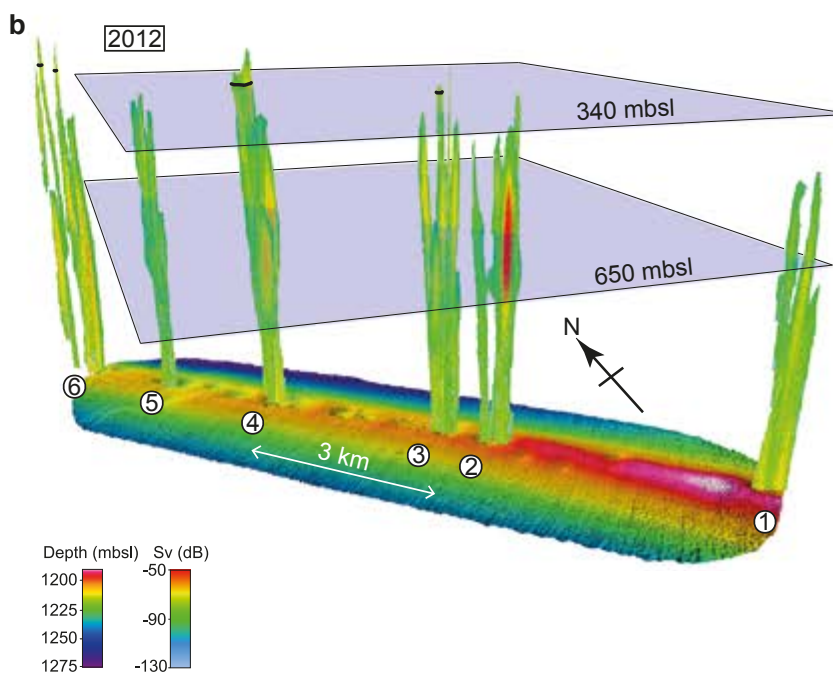 b
2012
340 mbsl
650 mbsl
N
⑥
⑤
④
③
②
①
3 km
Depth (mbsl)
1200
1225
1250
1275
Sv (dB)
-50
-90
-130